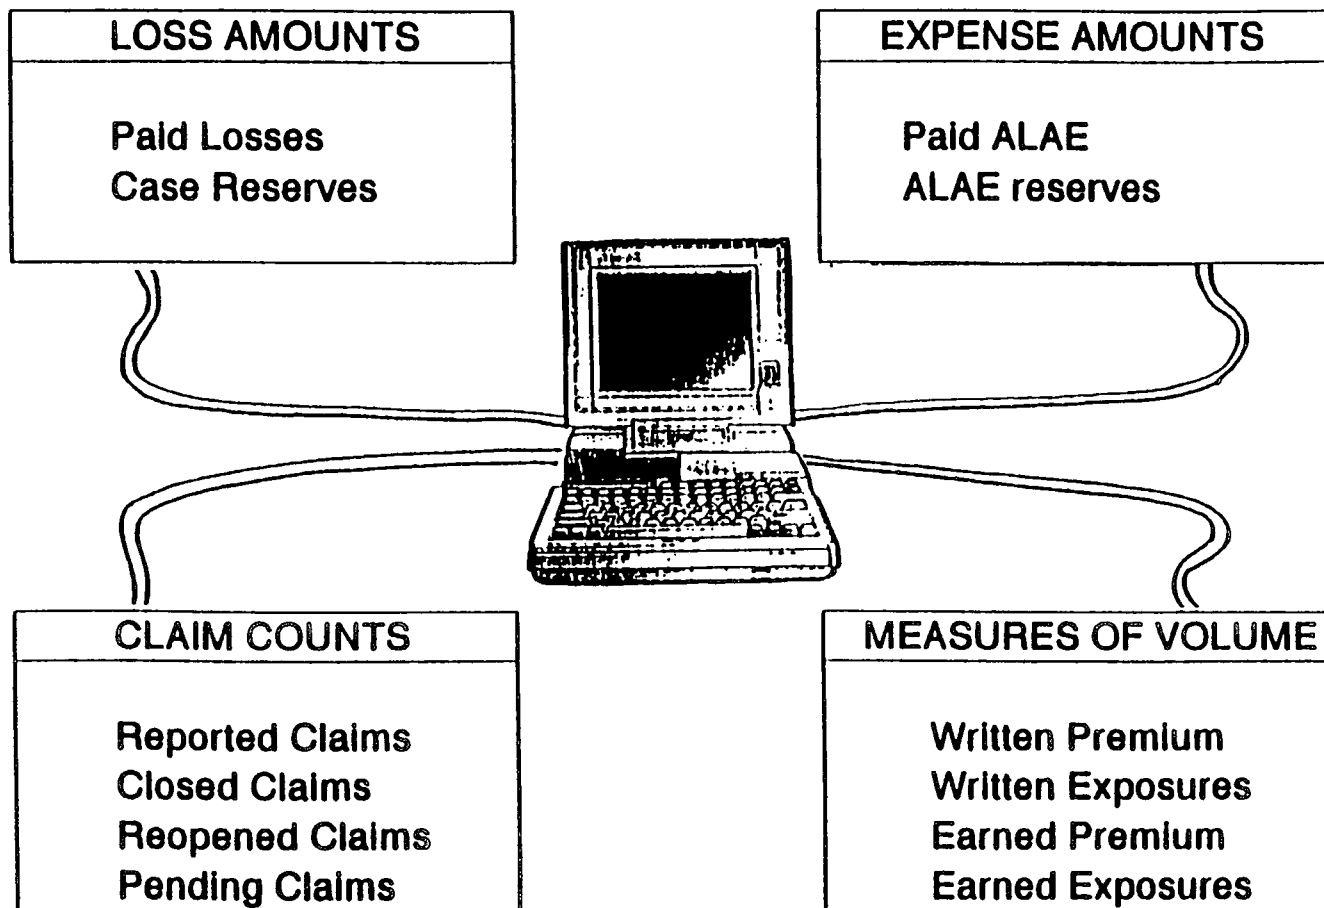 LOSS AMOUNTS
Paid Losses
Case Reserves
EXPENSE AMOUNTS
Paid ALAE
ALAE reserves
CLAIM COUNTS
Reported Claims
Closed Claims
Reopened Claims
Pending Claims
MEASURES OF VOLUME
Written Premium
Written Exposures
Earned Premium
Earned Exposures